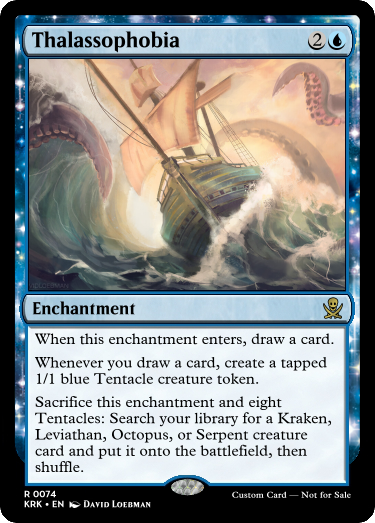 Thalassophobia 2
Enchantment
When this enchantment enters, draw a card.
Whenever you draw a card, create a tapped
1/1 blue Tentacle creature token.
Sacrifice this enchantment and eight
Tentacles: Search your library for a Kraken,
Leviathan, Octopus, or Serpent creature
card and put it onto the battlefield, then
shuffle.
R 0074
KRK • EN David Loebman
Custom Card — Not for Sale